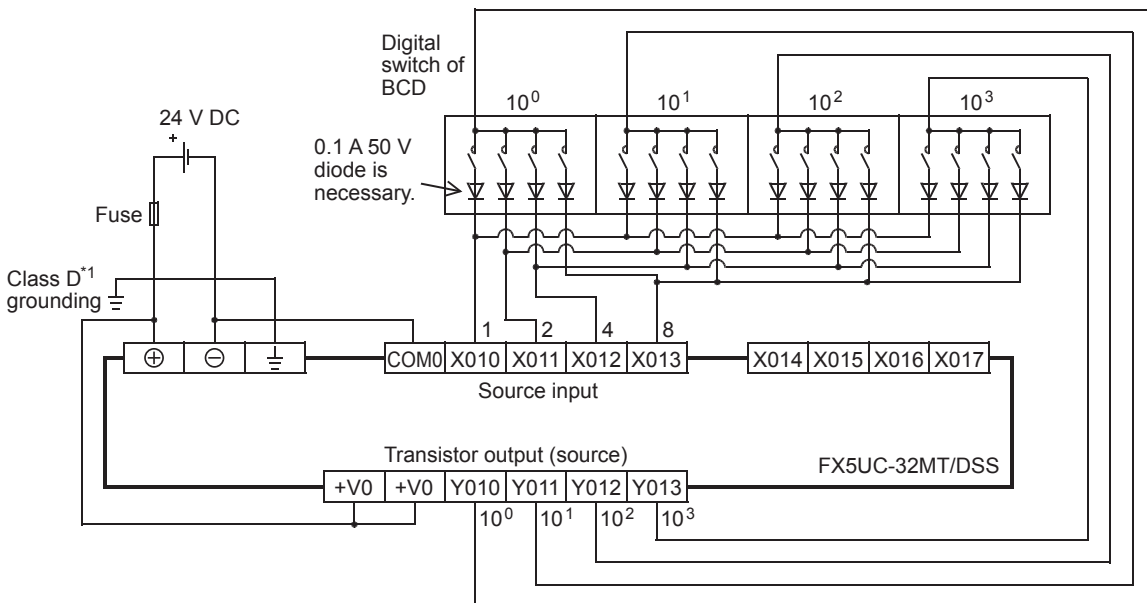 Digital
switch of
BCD
10⁰ 10¹ 10² 10³
24 V DC
+
0.1 A 50 V
diode is
necessary.
Fuse
Class D*1
grounding
1 2 4 8
⊕ ⊖ COM0 X010 X011 X012 X013 X014 X015 X016 X017
Source input
Transistor output (source)
FX5UC-32MT/DSS
+V0 +V0 Y010 Y011 Y012 Y013
10⁰ 10¹ 10² 10³